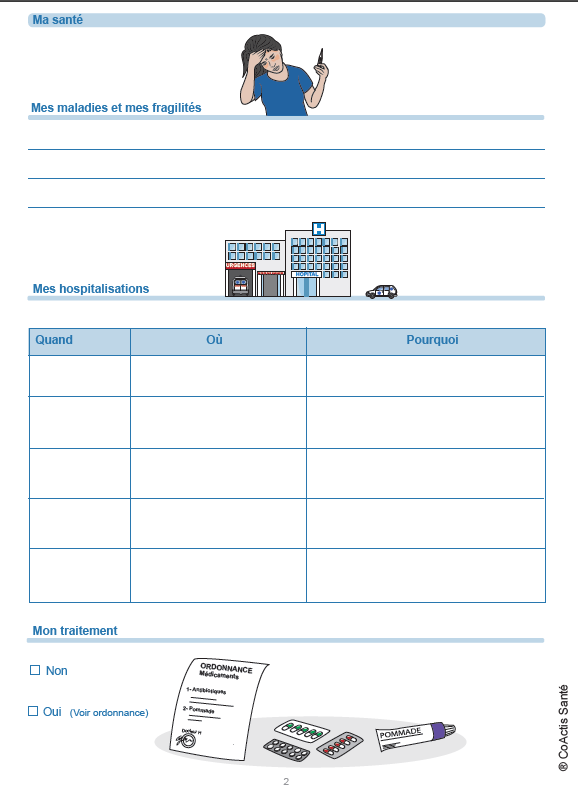 Ma santé
Mes maladies et mes fragilités
H
URGENCES
HÔPITAL
Mes hospitalisations
Quand Où Pourquoi
Mon traitement
Non
Oui (Voir ordonnance)
ORDONNANCE
Médicaments
1- Antibiotiques
2- Pommade
Docteur H
POMMADE
® CoActis Santé
2